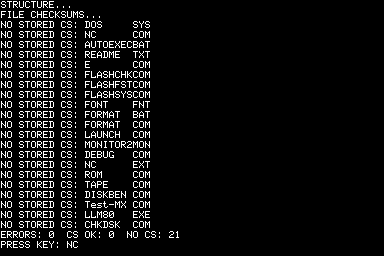 STRUCTURE...
FILE CHECKSUMS...
NO STORED CS: DOS     SYS
NO STORED CS: NC      COM
NO STORED CS: AUTOEXECBAT
NO STORED CS: README  TXT
NO STORED CS: E       COM
NO STORED CS: FLASHCHKCOM
NO STORED CS: FLASHFSTCOM
NO STORED CS: FLASHSYSCOM
NO STORED CS: FONT    FNT
NO STORED CS: FORMAT  BAT
NO STORED CS: FORMAT  COM
NO STORED CS: LAUNCH  COM
NO STORED CS: MONITOR2MON
NO STORED CS: DEBUG   COM
NO STORED CS: NC      EXT
NO STORED CS: ROM     COM
NO STORED CS: TAPE    COM
NO STORED CS: DISKBEN COM
NO STORED CS: Test-MX COM
NO STORED CS: LLM80   EXE
NO STORED CS: CHKDSK  COM
ERRORS: 0  CS OK: 0  NO CS: 21
PRESS KEY: NC